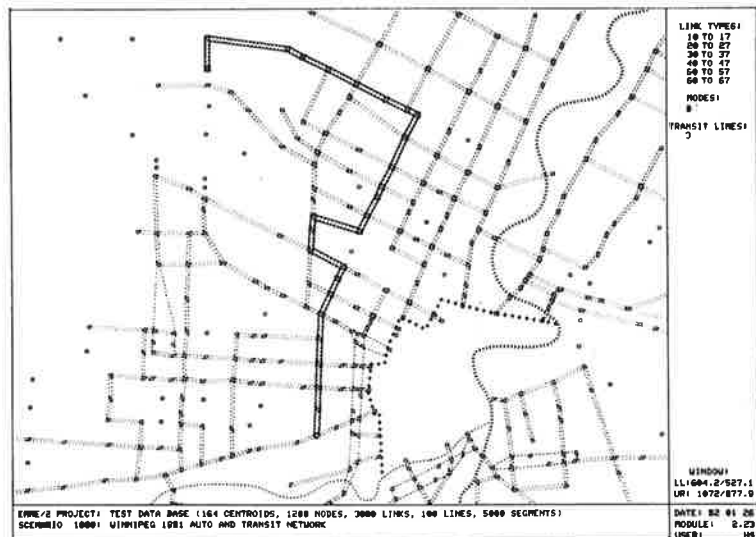 LINK TYPES:
10 TO 17
20 TO 27
30 TO 37
40 TO 47
50 TO 57
60 TO 67
MODES:
B
TRANSIT LINES:
WINDOW:
LL:604.2/527.1
UR: 1072/877.9
EMME/2 PROJECT: TEST DATA BASE (164 CENTROIDS, 1200 NODES, 3000 LINKS, 100 LINES, 5000 SEGMENTS)
SCENARIO 1000: WINNIPEG 1981 AUTO AND TRANSIT NETWORK
DATE: 82 01 26
MODULE: 2.23
USER: